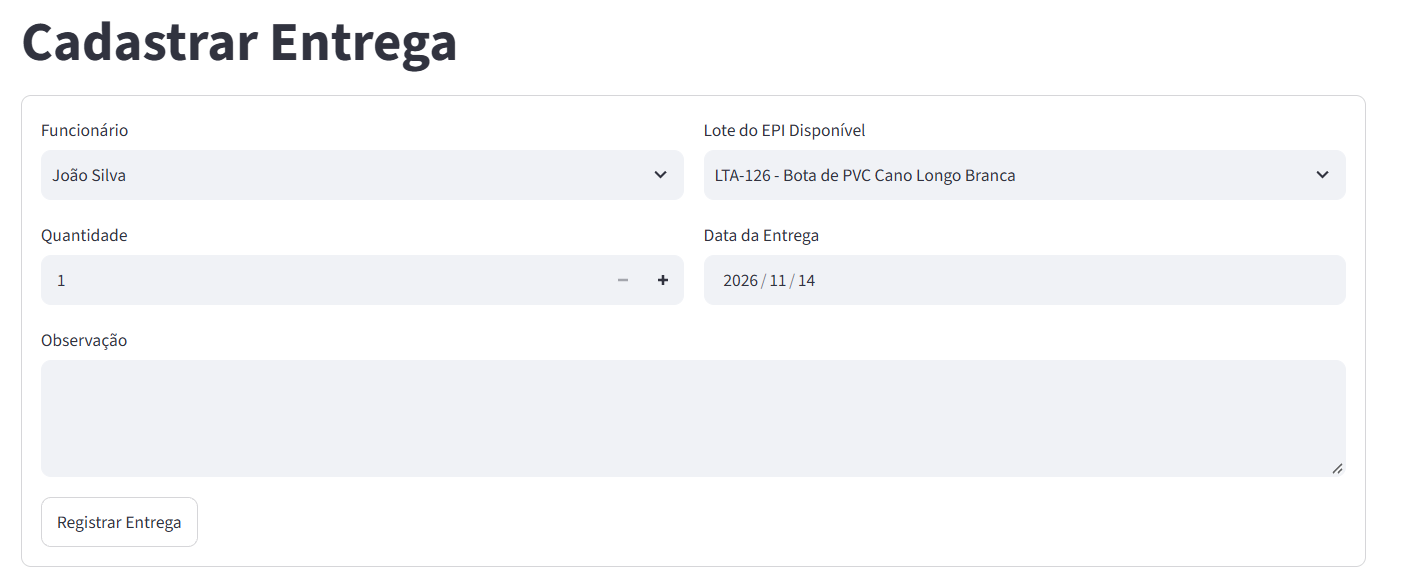 Cadastrar Entrega
Funcionário
João Silva
Lote do EPI Disponível
LTA-126 - Bota de PVC Cano Longo Branca
Quantidade
1
Data da Entrega
2026/11/14
Observação
Registrar Entrega